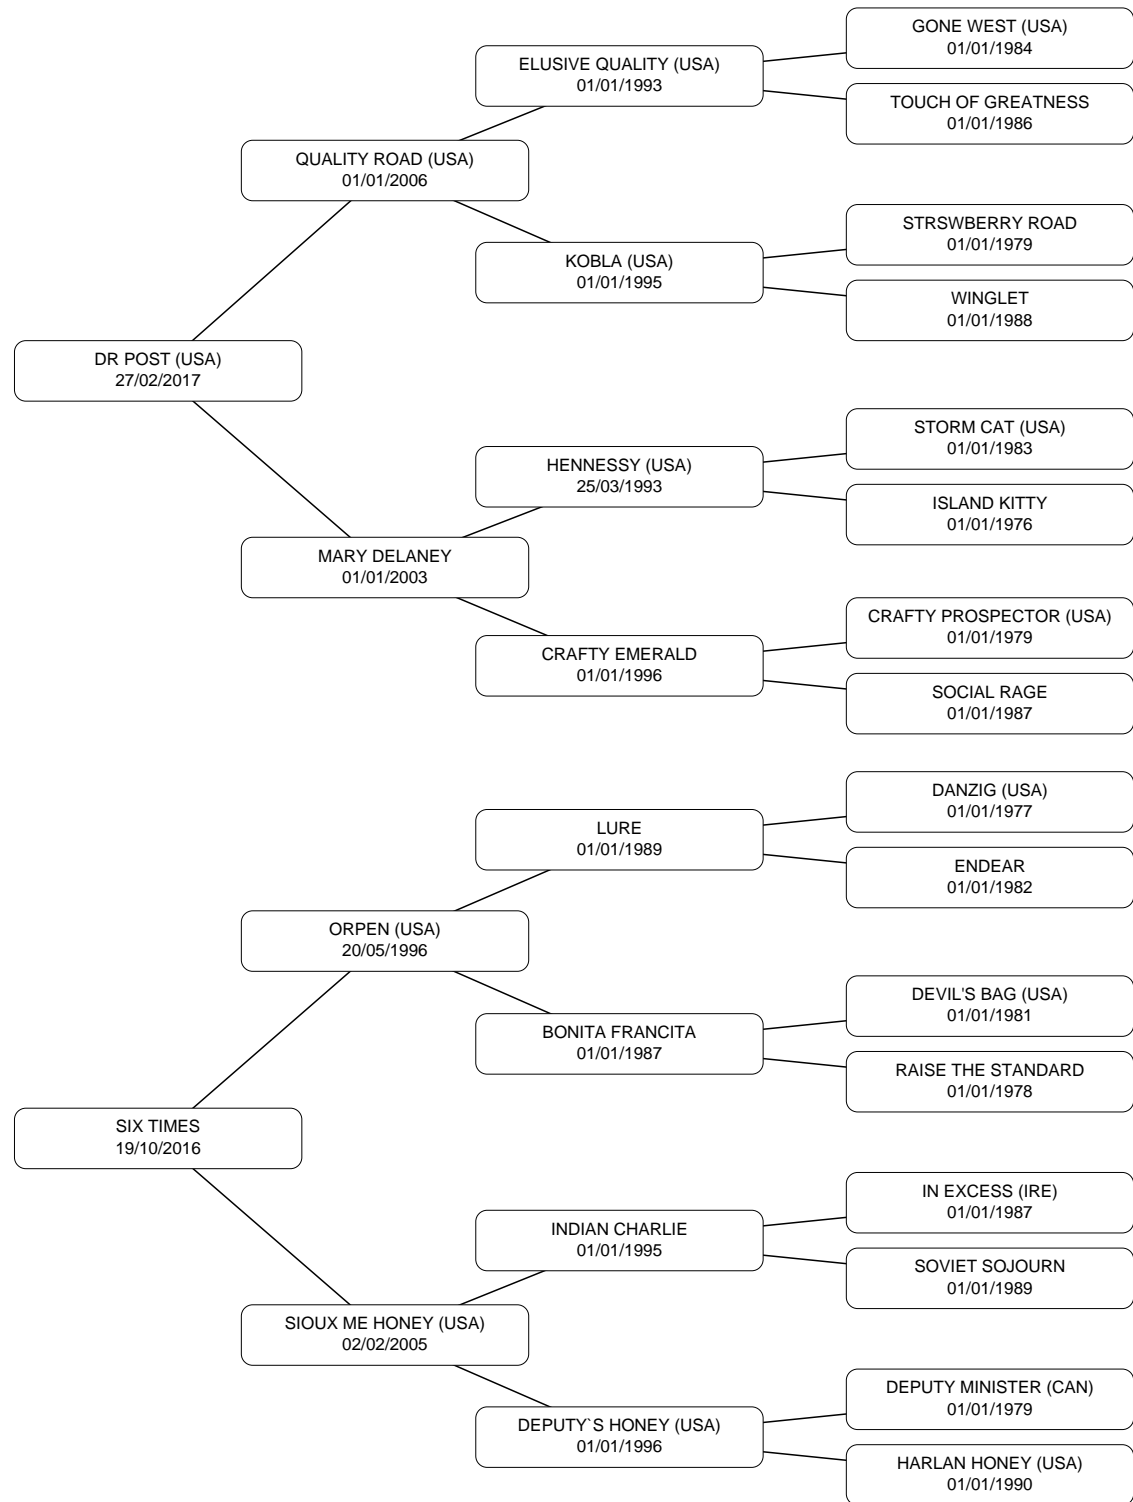 GONE WEST (USA)
01/01/1984
ELUSIVE QUALITY (USA)
01/01/1993
TOUCH OF GREATNESS
01/01/1986
QUALITY ROAD (USA)
01/01/2006
STRSWBERRY ROAD
01/01/1979
KOBLA (USA)
01/01/1995
WINGLET
01/01/1988
DR POST (USA)
27/02/2017
STORM CAT (USA)
01/01/1983
HENNESSY (USA)
25/03/1993
ISLAND KITTY
01/01/1976
MARY DELANEY
01/01/2003
CRAFTY PROSPECTOR (USA)
01/01/1979
CRAFTY EMERALD
01/01/1996
SOCIAL RAGE
01/01/1987
DANZIG (USA)
01/01/1977
LURE
01/01/1989
ENDEAR
01/01/1982
ORPEN (USA)
20/05/1996
DEVIL'S BAG (USA)
01/01/1981
BONITA FRANCITA
01/01/1987
RAISE THE STANDARD
01/01/1978
SIX TIMES
19/10/2016
IN EXCESS (IRE)
01/01/1987
INDIAN CHARLIE
01/01/1995
SOVIET SOJOURN
01/01/1989
SIOUX ME HONEY (USA)
02/02/2005
DEPUTY MINISTER (CAN)
01/01/1979
DEPUTY`S HONEY (USA)
01/01/1996
HARLAN HONEY (USA)
01/01/1990